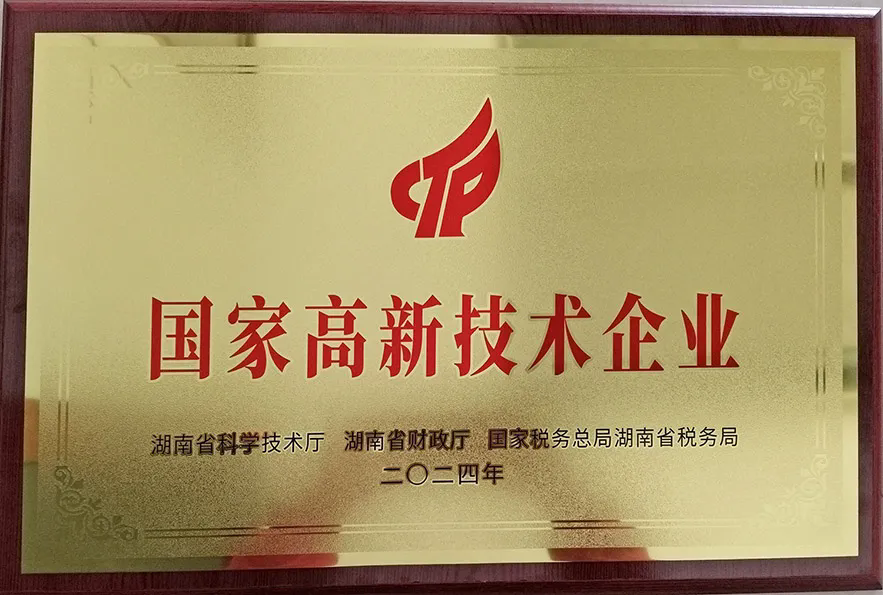 CTP
国家高新技术企业
湖南省科学技术厅 湖南省财政厅 国家税务总局湖南省税务局
二〇二四年